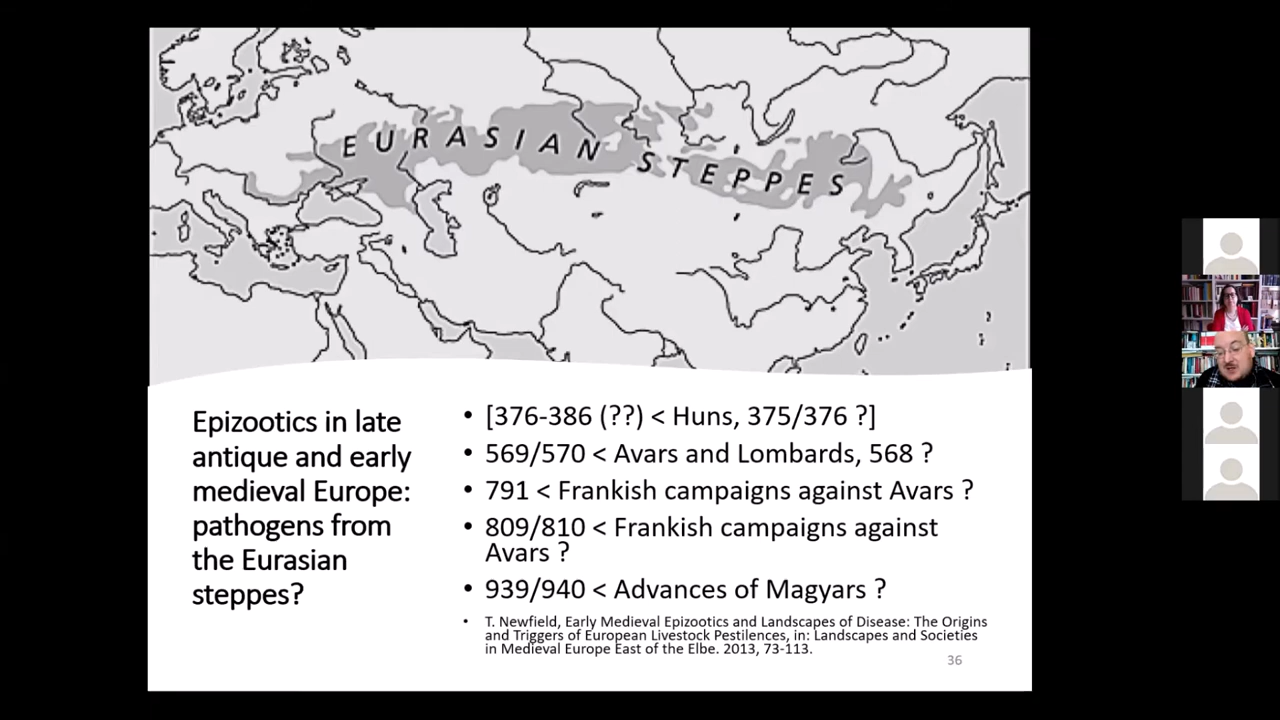 EURASIAN STEPPES
Epizootics in late
antique and early
medieval Europe:
pathogens from
the Eurasian
steppes?
• [376-386 (??) < Huns, 375/376 ?]
• 569/570 < Avars and Lombards, 568 ?
• 791 < Frankish campaigns against Avars ?
• 809/810 < Frankish campaigns against
Avars ?
• 939/940 < Advances of Magyars ?
• T. Newfield, Early Medieval Epizootics and Landscapes of Disease: The Origins
and Triggers of European Livestock Pestilences, in: Landscapes and Societies
in Medieval Europe East of the Elbe. 2013, 73-113.
36